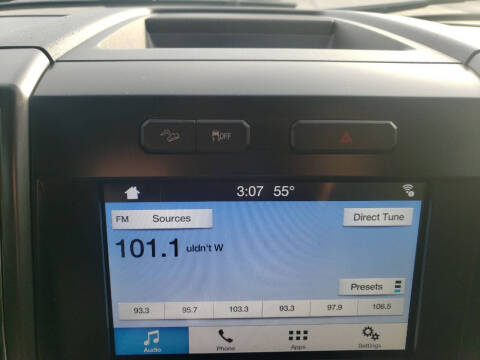 OFF
3:07 55°
FM Sources
Direct Tune
101.1 uldn't W
Presets
93.3 95.7 103.3 93.3 97.9 106.5
Audio Phone Apps Settings